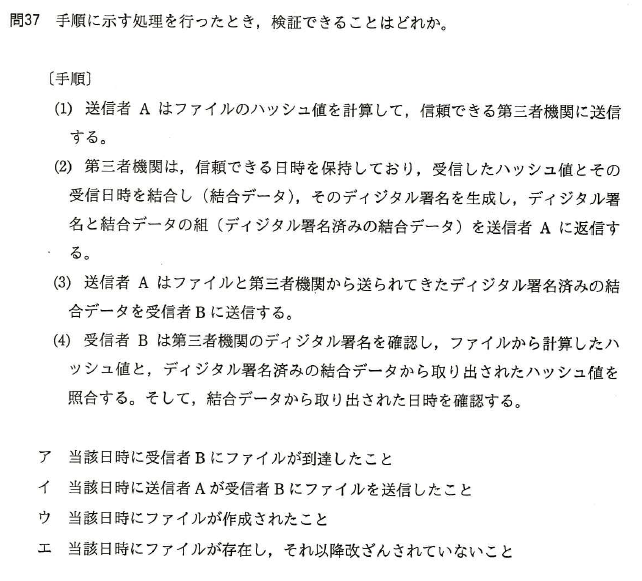 問37 手順に示す処理を行ったとき，検証できることはどれか。
〔手順〕
(1) 送信者 A はファイルのハッシュ値を計算して，信頼できる第三者機関に送信
する。
(2) 第三者機関は，信頼できる日時を保持しており，受信したハッシュ値とその
受信日時を結合し（結合データ），そのディジタル署名を生成し，ディジタル署
名と結合データの組（ディジタル署名済みの結合データ）を送信者 A に返信す
る。
(3) 送信者 A はファイルと第三者機関から送られてきたディジタル署名済みの結
合データを受信者 B に送信する。
(4) 受信者 B は第三者機関のディジタル署名を確認し，ファイルから計算したハ
ッシュ値と，ディジタル署名済みの結合データから取り出されたハッシュ値を
照合する。そして，結合データから取り出された日時を確認する。
ア 当該日時に受信者 B にファイルが到達したこと
イ 当該日時に送信者 A が受信者 B にファイルを送信したこと
ウ 当該日時にファイルが作成されたこと
エ 当該日時にファイルが存在し，それ以降改ざんされていないこと